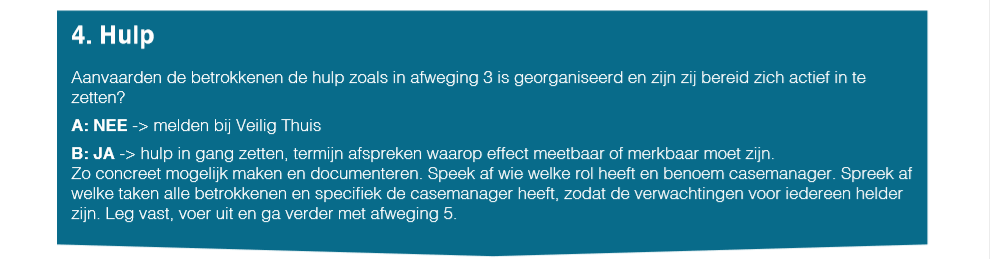 4. Hulp
Aanvaarden de betrokkenen de hulp zoals in afweging 3 is georganiseerd en zijn zij bereid zich actief in te
zetten?
A: NEE -> melden bij Veilig Thuis
B: JA -> hulp in gang zetten, termijn afspreken waarop effect meetbaar of merkbaar moet zijn.
Zo concreet mogelijk maken en documenteren. Speek af wie welke rol heeft en benoem casemanager. Spreek af
welke taken alle betrokkenen en specifiek de casemanager heeft, zodat de verwachtingen voor iedereen helder
zijn. Leg vast, voer uit en ga verder met afweging 5.